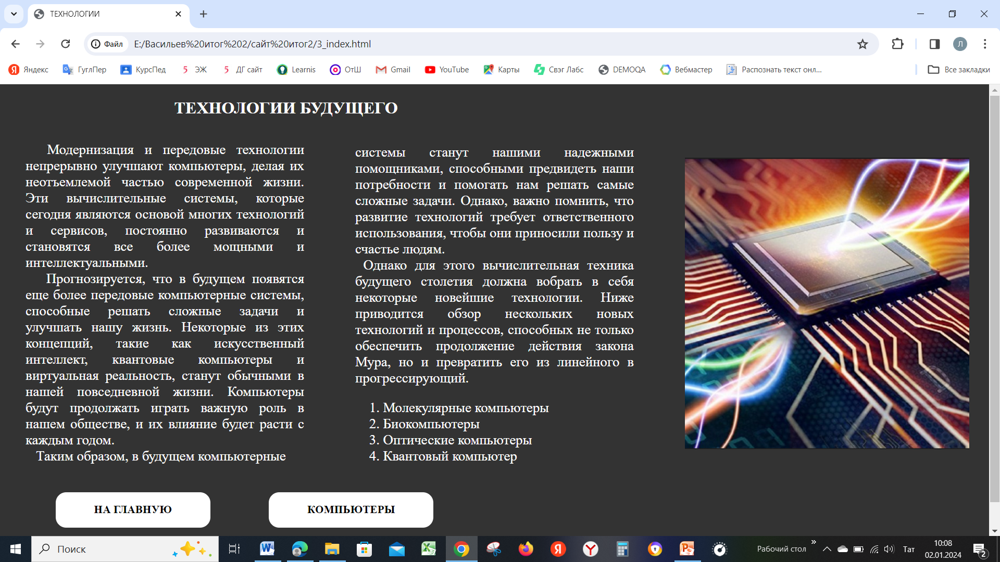 ТЕХНОЛОГИИ
Файл
E:/Васильев%20итог%202/сайт%20итог2/3_index.html
Л
Яндекс
ГуглПер
КурсПед
5 ЭЖ
5 ДГ сайт
Learnis
ОтШ
Gmail
YouTube
Карты
Свэг Лабс
DEMOQA
Вебмастер
Распознать текст онл...
Все закладки
ТЕХНОЛОГИИ БУДУЩЕГО
Модернизация и передовые технологии
непрерывно улучшают компьютеры, делая их
неотъемлемой частью современной жизни.
Эти вычислительные системы, которые
сегодня являются основой многих технологий
и сервисов, постоянно развиваются и
становятся все более мощными и
интеллектуальными.
Прогнозируется, что в будущем появятся
еще более передовые компьютерные системы,
способные решать сложные задачи и
улучшать нашу жизнь. Некоторые из этих
концепций, такие как искусственный
интеллект, квантовые компьютеры и
виртуальная реальность, станут обычными в
нашей повседневной жизни. Компьютеры
будут продолжать играть важную роль в
нашем обществе, и их влияние будет расти с
каждым годом.
Таким образом, в будущем компьютерные
системы станут нашими надежными
помощниками, способными предвидеть наши
потребности и помогать нам решать самые
сложные задачи. Однако, важно помнить, что
развитие технологий требует ответственного
использования, чтобы они приносили пользу и
счастье людям.
Однако для этого вычислительная техника
будущего столетия должна вобрать в себя
некоторые новейшие технологии. Ниже
приводится обзор нескольких новых
технологий и процессов, способных не только
обеспечить продолжение действия закона
Мура, но и превратить его из линейного в
прогрессирующий.
1. Молекулярные компьютеры
2. Биокомпьютеры
3. Оптические компьютеры
4. Квантовый компьютер
НА ГЛАВНУЮ
КОМПЬЮТЕРЫ
Поиск
Рабочий стол
Тат
10:08
02.01.2024
2